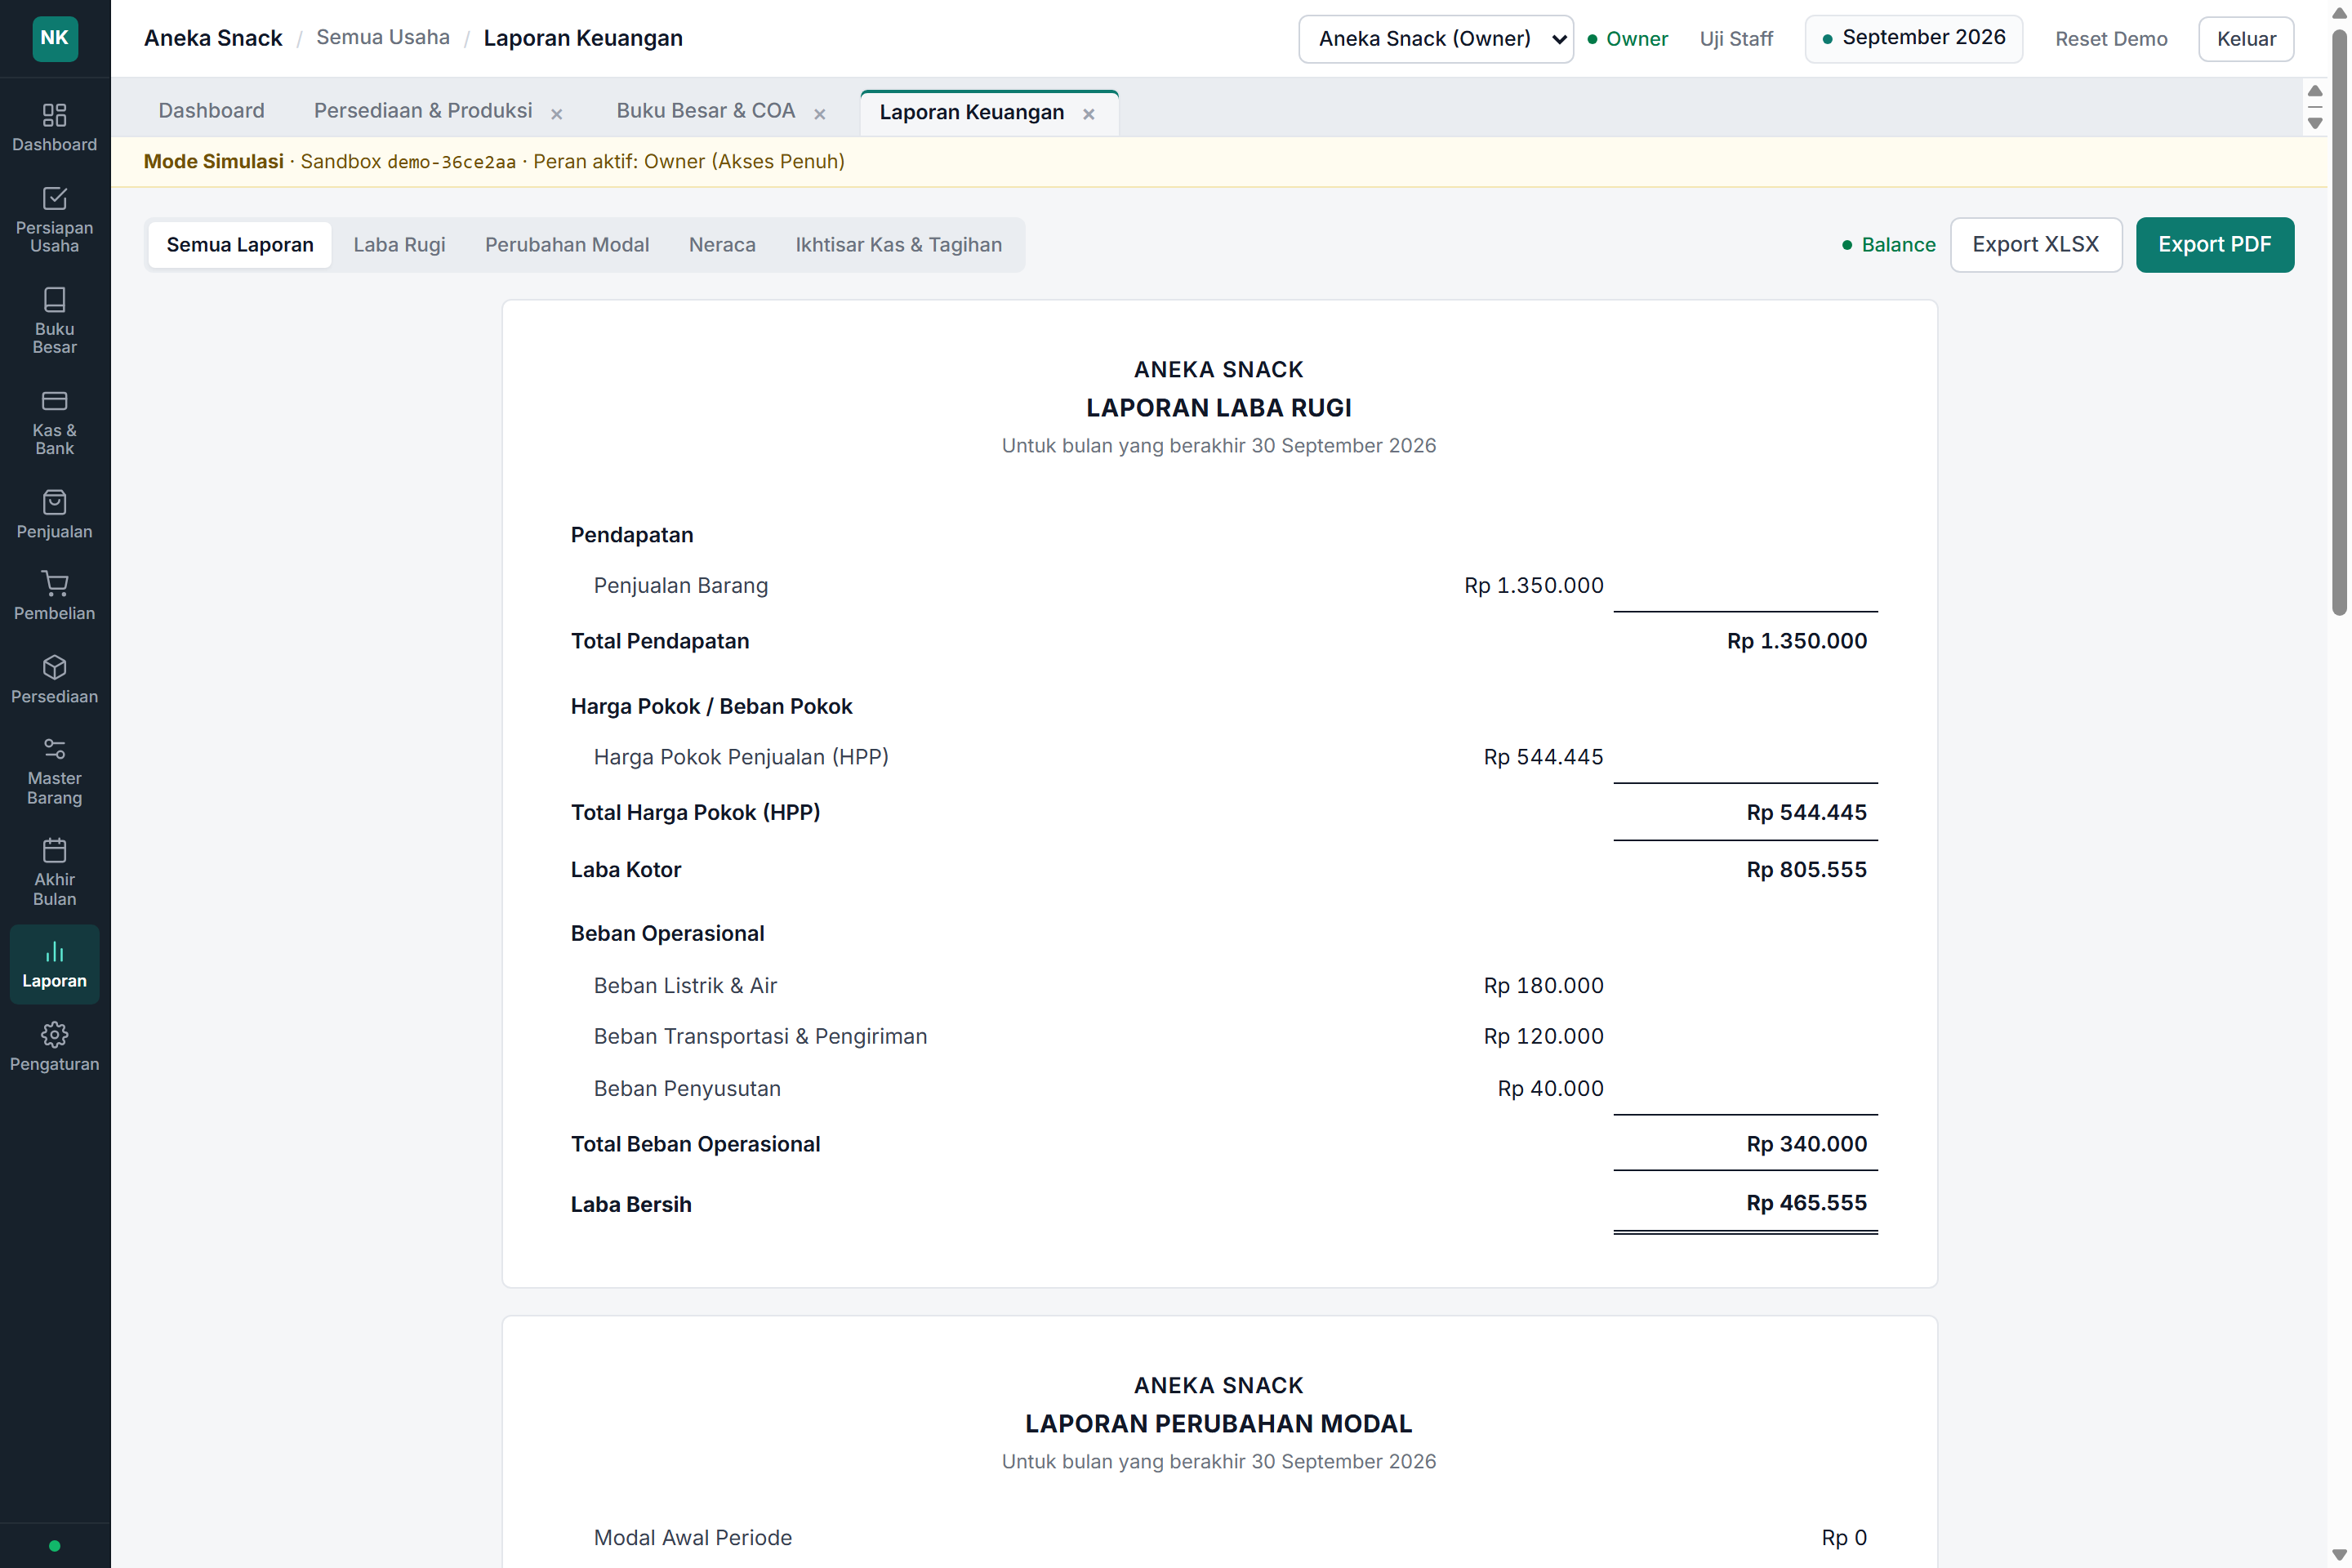 NK
Aneka Snack / Semua Usaha / Laporan Keuangan
Aneka Snack (Owner)
Owner
Uji Staff
September 2026
Reset Demo
Keluar
Dashboard
Persediaan & Produksi ×
Buku Besar & COA ×
Laporan Keuangan ×
Mode Simulasi · Sandbox demo-36ce2aa · Peran aktif: Owner (Akses Penuh)
Dashboard
Persiapan
Usaha
Buku
Besar
Kas &
Bank
Penjualan
Pembelian
Persediaan
Master
Barang
Akhir
Bulan
Laporan
Pengaturan
Semua Laporan
Laba Rugi
Perubahan Modal
Neraca
Ikhtisar Kas & Tagihan
Balance
Export XLSX
Export PDF
ANEKA SNACK
LAPORAN LABA RUGI
Untuk bulan yang berakhir 30 September 2026
Pendapatan
Penjualan Barang Rp 1.350.000
Total Pendapatan Rp 1.350.000
Harga Pokok / Beban Pokok
Harga Pokok Penjualan (HPP) Rp 544.445
Total Harga Pokok (HPP) Rp 544.445
Laba Kotor Rp 805.555
Beban Operasional
Beban Listrik & Air Rp 180.000
Beban Transportasi & Pengiriman Rp 120.000
Beban Penyusutan Rp 40.000
Total Beban Operasional Rp 340.000
Laba Bersih Rp 465.555
ANEKA SNACK
LAPORAN PERUBAHAN MODAL
Untuk bulan yang berakhir 30 September 2026
Modal Awal Periode Rp 0